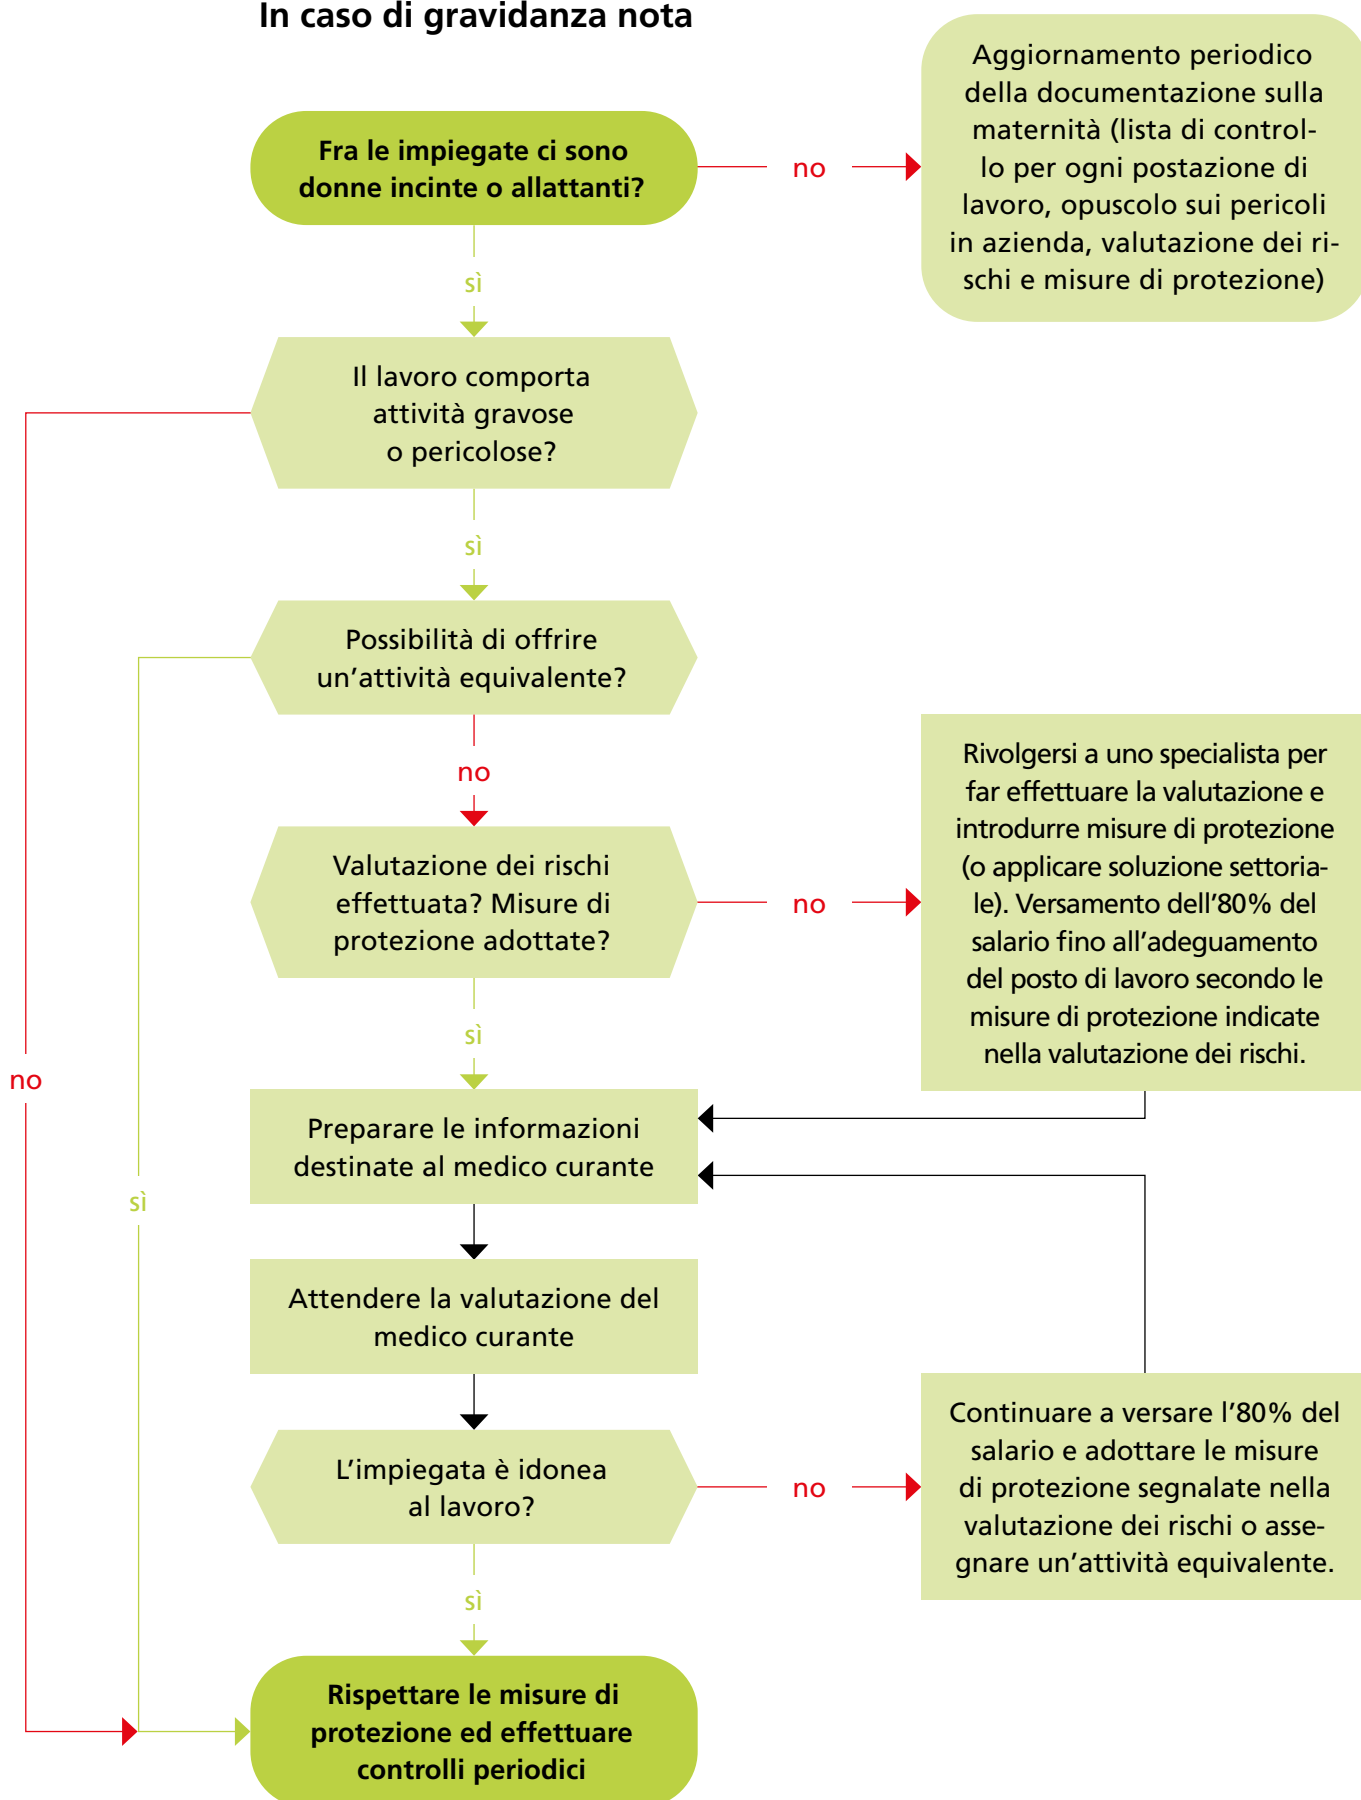 In caso di gravidanza nota
Fra le impiegate ci sono
donne incinte o allattanti?
no
Aggiornamento periodico
della documentazione sulla
maternità (lista di control-
lo per ogni postazione di
lavoro, opuscolo sui pericoli
in azienda, valutazione dei ri-
schi e misure di protezione)
sì
Il lavoro comporta
attività gravose
o pericolose?
sì
Possibilità di offrire
un’attività equivalente?
no
Valutazione dei rischi
effettuata? Misure di
protezione adottate?
no
Rivolgersi a uno specialista per
far effettuare la valutazione e
introdurre misure di protezione
(o applicare soluzione settoria-
le). Versamento dell’80% del
salario fino all’adeguamento
del posto di lavoro secondo le
misure di protezione indicate
nella valutazione dei rischi.
sì
no
Preparare le informazioni
destinate al medico curante
sì
Attendere la valutazione del
medico curante
L’impiegata è idonea
al lavoro?
no
Continuare a versare l’80% del
salario e adottare le misure
di protezione segnalate nella
valutazione dei rischi o asse-
gnare un’attività equivalente.
sì
Rispettare le misure di
protezione ed effettuare
controlli periodici